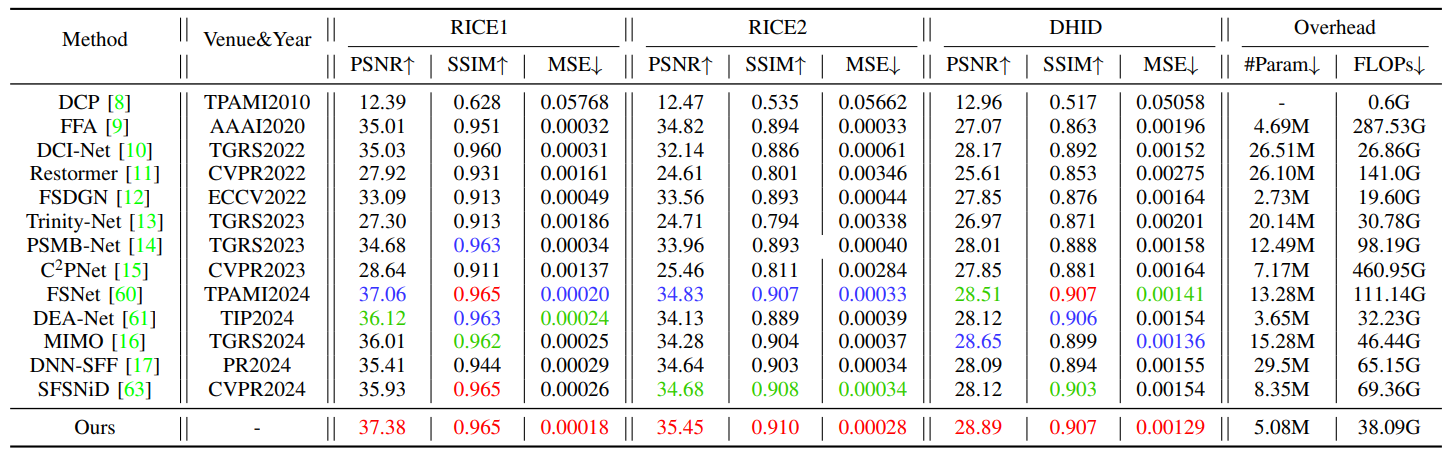 Method Venue&Year RICE1 RICE2 DHID Overhead
PSNR↑ SSIM↑ MSE↓ PSNR↑ SSIM↑ MSE↓ PSNR↑ SSIM↑ MSE↓ #Param↓ FLOPs↓
DCP [8] TPAMI2010 12.39 0.628 0.05768 12.47 0.535 0.05662 12.96 0.517 0.05058 - 0.6G
FFA [9] AAAI2020 35.01 0.951 0.00032 34.82 0.894 0.00033 27.07 0.863 0.00196 4.69M 287.53G
DCI-Net [10] TGRS2022 35.03 0.960 0.00031 32.14 0.886 0.00061 28.17 0.892 0.00152 26.51M 26.86G
Restormer [11] CVPR2022 27.92 0.931 0.00161 24.61 0.801 0.00346 25.61 0.853 0.00275 26.10M 141.0G
FSDGN [12] ECCV2022 33.09 0.913 0.00049 33.56 0.893 0.00044 27.85 0.876 0.00164 2.73M 19.60G
Trinity-Net [13] TGRS2023 27.30 0.913 0.00186 24.71 0.794 0.00338 26.97 0.871 0.00201 20.14M 30.78G
PSMB-Net [14] TGRS2023 34.68 0.963 0.00034 33.96 0.893 0.00040 28.01 0.888 0.00158 12.49M 98.19G
C²PNet [15] CVPR2023 28.64 0.911 0.00137 25.46 0.811 0.00284 27.85 0.881 0.00164 7.17M 460.95G
FSNet [60] TPAMI2024 37.06 0.965 0.00020 34.83 0.907 0.00033 28.51 0.907 0.00141 13.28M 111.14G
DEA-Net [61] TIP2024 36.12 0.963 0.00024 34.13 0.889 0.00039 28.12 0.906 0.00154 3.65M 32.23G
MIMO [16] TGRS2024 36.01 0.962 0.00025 34.28 0.904 0.00037 28.65 0.899 0.00136 15.28M 46.44G
DNN-SFF [17] PR2024 35.41 0.944 0.00029 34.64 0.903 0.00034 28.09 0.894 0.00155 29.5M 65.15G
SFSNiD [63] CVPR2024 35.93 0.965 0.00026 34.68 0.908 0.00034 28.12 0.903 0.00154 8.35M 69.36G
Ours - 37.38 0.965 0.00018 35.45 0.910 0.00028 28.89 0.907 0.00129 5.08M 38.09G